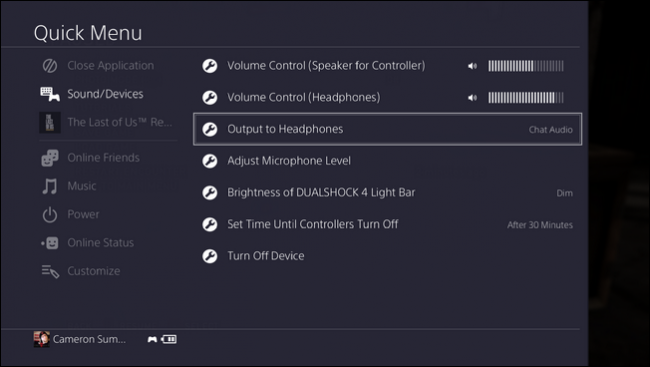 Quick Menu
Close Application
Sound/Devices
The Last of Us™ Re...
Online Friends
Music
Power
Online Status
Customize
Volume Control (Speaker for Controller)
Volume Control (Headphones)
Output to Headphones Chat Audio
Adjust Microphone Level
Brightness of DUALSHOCK 4 Light Bar Dim
Set Time Until Controllers Turn Off After 30 Minutes
Turn Off Device
Cameron Sum...